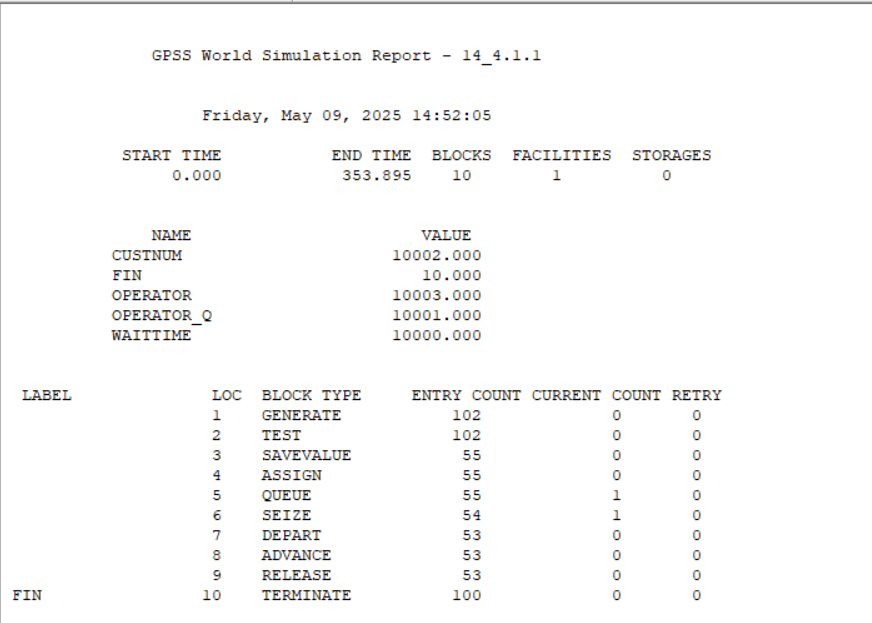 GPSS World Simulation Report - 14_4.1.1
Friday, May 09, 2025 14:52:05
START TIME END TIME BLOCKS FACILITIES STORAGES
0.000 353.895 10 1 0
NAME VALUE
CUSTNUM 10002.000
FIN 10.000
OPERATOR 10003.000
OPERATOR_Q 10001.000
WAITTIME 10000.000
LABEL LOC BLOCK TYPE ENTRY COUNT CURRENT COUNT RETRY
1 GENERATE 102 0 0
2 TEST 102 0 0
3 SAVEVALUE 55 0 0
4 ASSIGN 55 0 0
5 QUEUE 55 1 0
6 SEIZE 54 1 0
7 DEPART 53 0 0
8 ADVANCE 53 0 0
9 RELEASE 53 0 0
FIN 10 TERMINATE 100 0 0